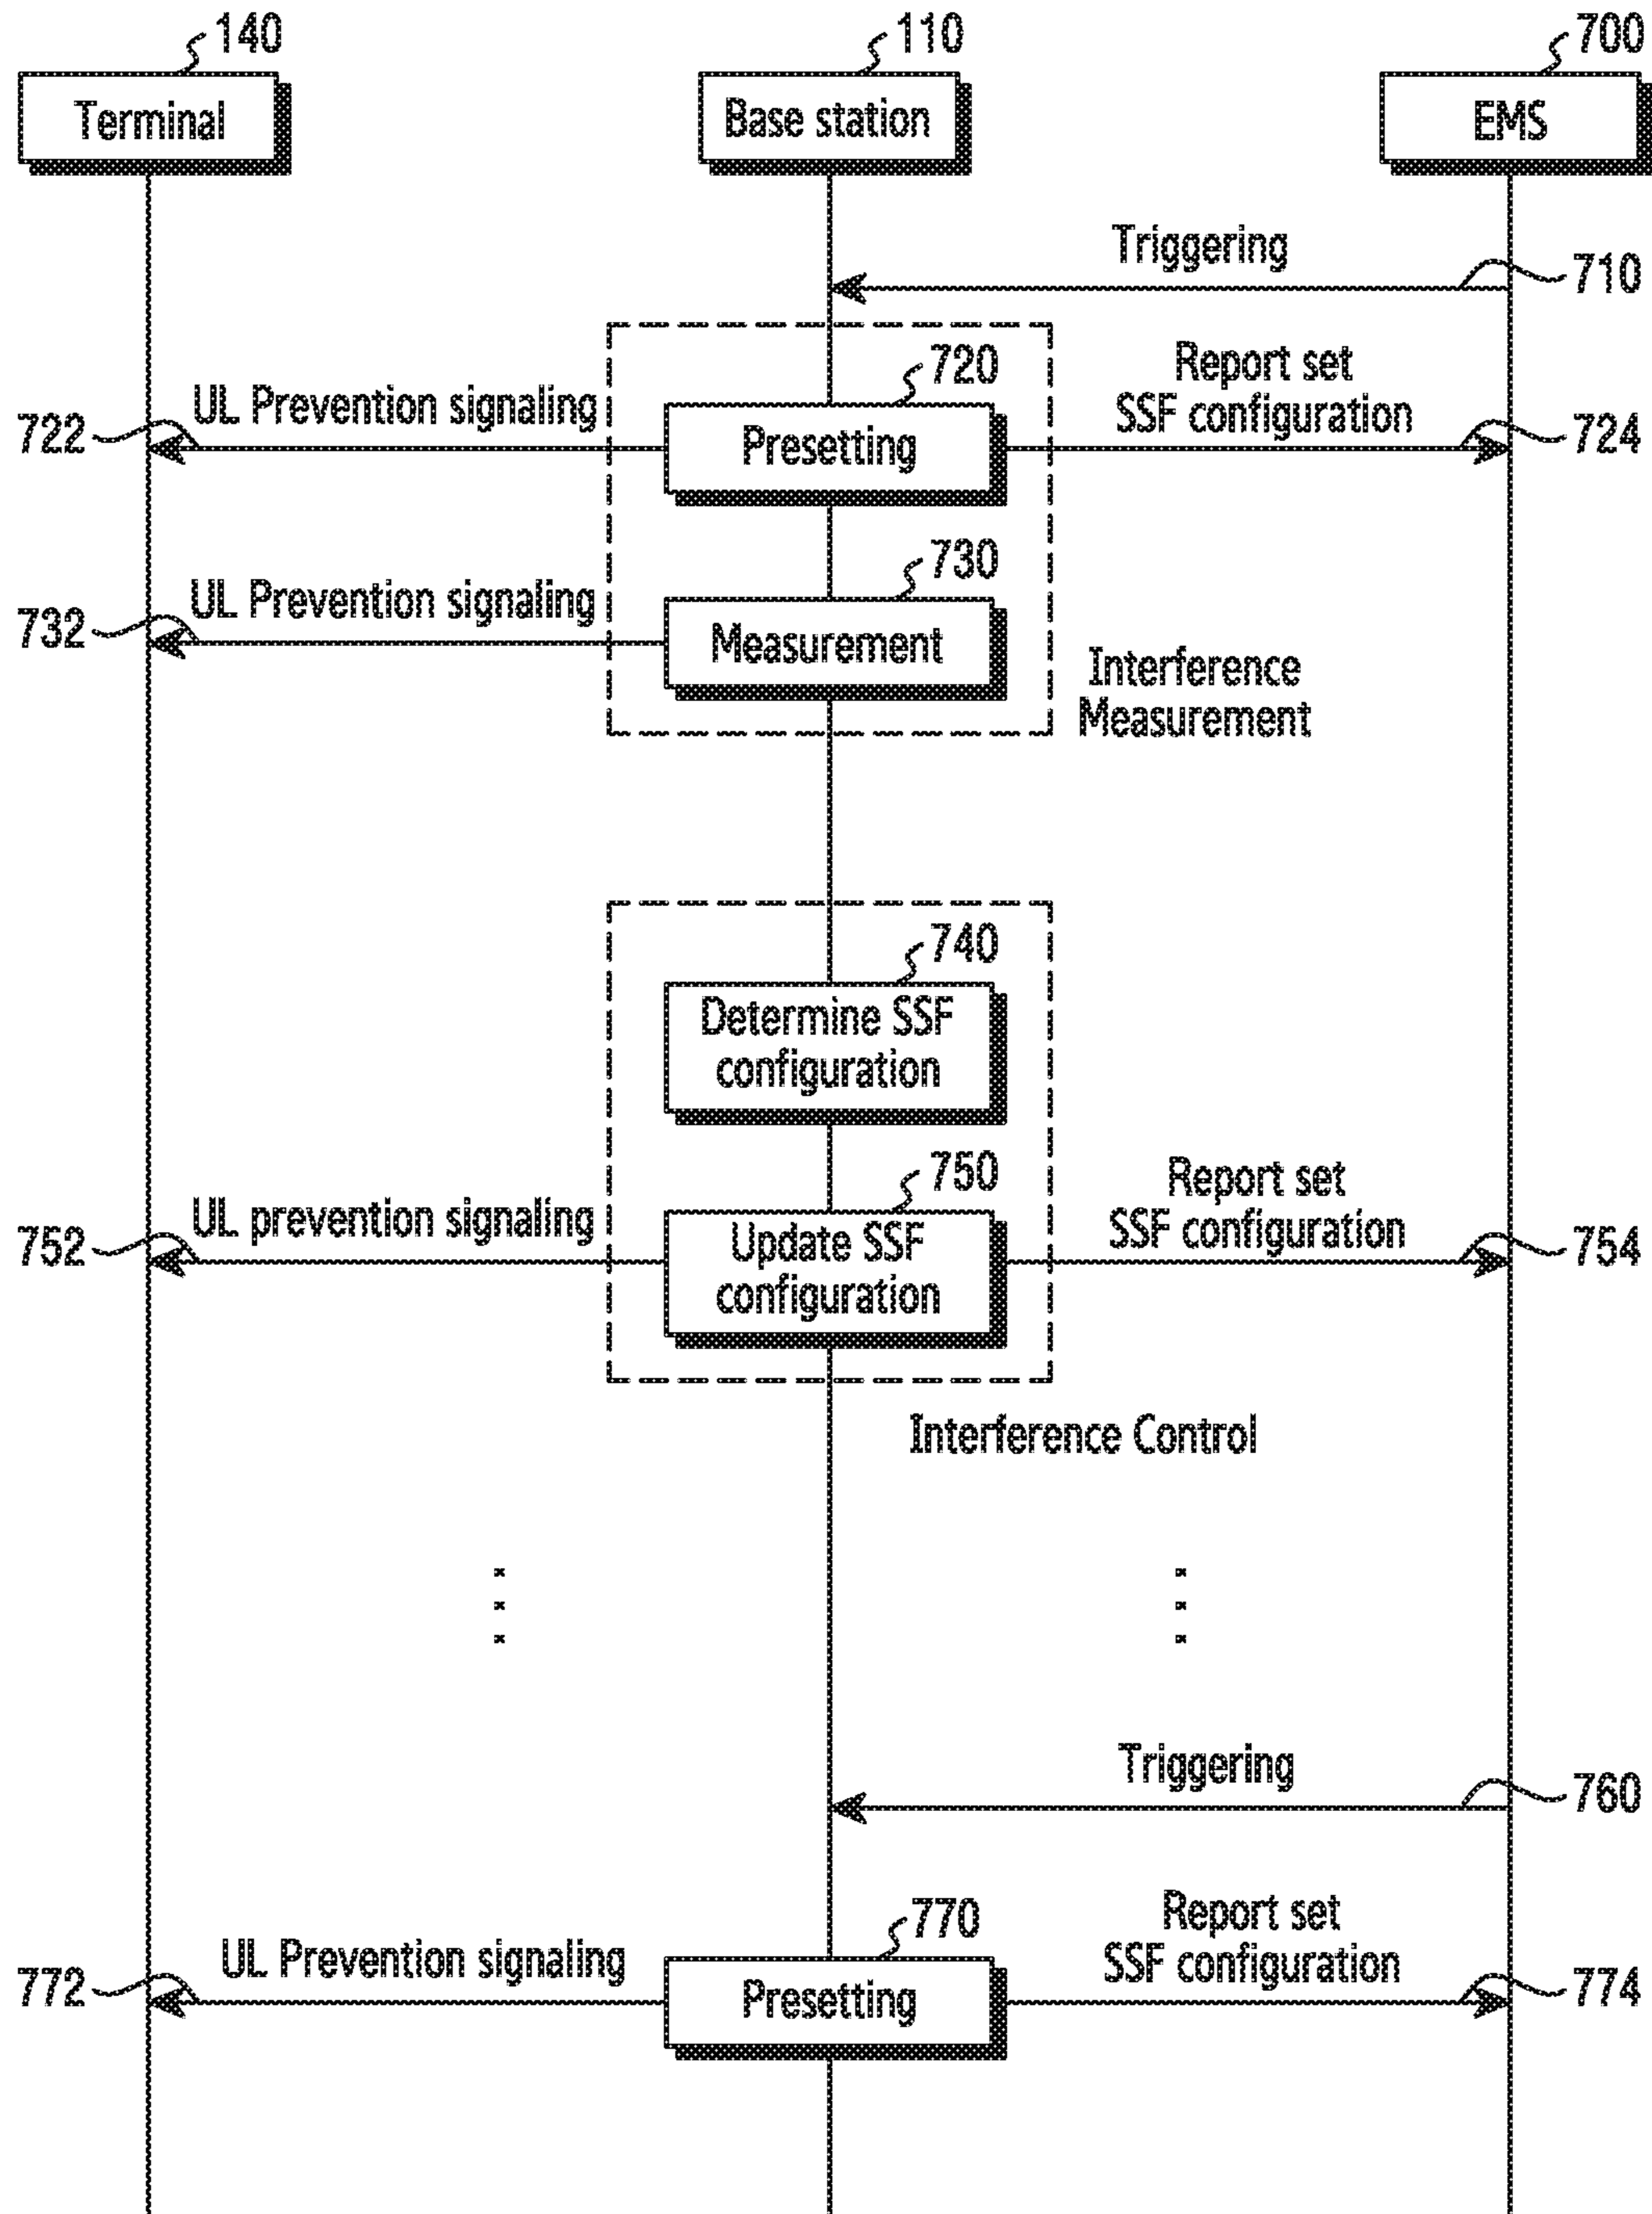 140
110
700
Terminal
Base station
EMS
Triggering
710
720
Report set
SSF configuration
UL Prevention signaling
722
Presetting
724
730
UL Prevention signaling
732
Measurement
Interference
Measurement
740
Determine SSF
configuration
750
Report set
SSF configuration
UL prevention signaling
752
Update SSF
configuration
754
Interference Control
Triggering
760
770
Report set
SSF configuration
UL Prevention signaling
772
Presetting
774